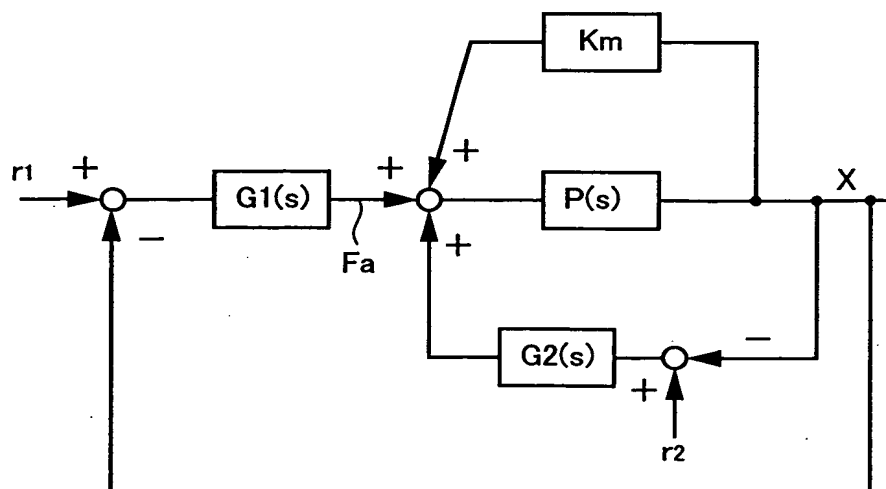 Km
+
r1
+
G1(s)
+
P(s)
X
−
Fa
+
G2(s)
−
+
r2